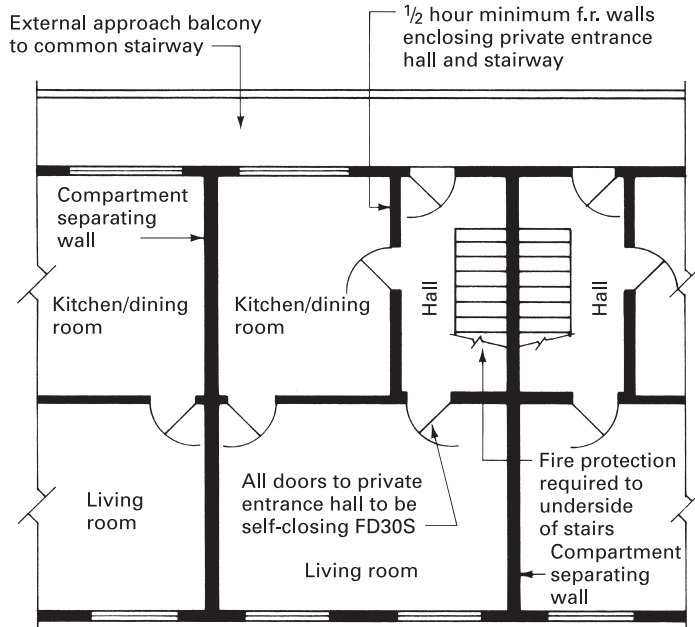 External approach balcony
to common stairway
1/2 hour minimum f.r. walls
enclosing private entrance
hall and stairway
Compartment
separating
wall
Kitchen/dining
room
Kitchen/dining
room
Hall
Hall
Living
room
All doors to private
entrance hall to be
self-closing FD30S
Living room
Fire protection
required to
underside
of stairs
Compartment
separating
wall